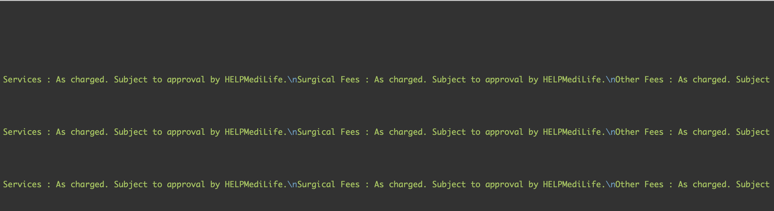 Services : As charged. Subject to approval by HELPMediLife.\nSurgical Fees : As charged. Subject to approval by HELPMediLife.\nOther Fees : As charged. Subject
Services : As charged. Subject to approval by HELPMediLife.\nSurgical Fees : As charged. Subject to approval by HELPMediLife.\nOther Fees : As charged. Subject
Services : As charged. Subject to approval by HELPMediLife.\nSurgical Fees : As charged. Subject to approval by HELPMediLife.\nOther Fees : As charged. Subject